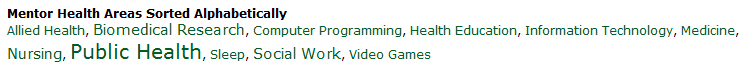 Mentor Health Areas Sorted Alphabetically
Allied Health, Biomedical Research, Computer Programming, Health Education, Information Technology, Medicine,
Nursing, Public Health, Sleep, Social Work, Video Games